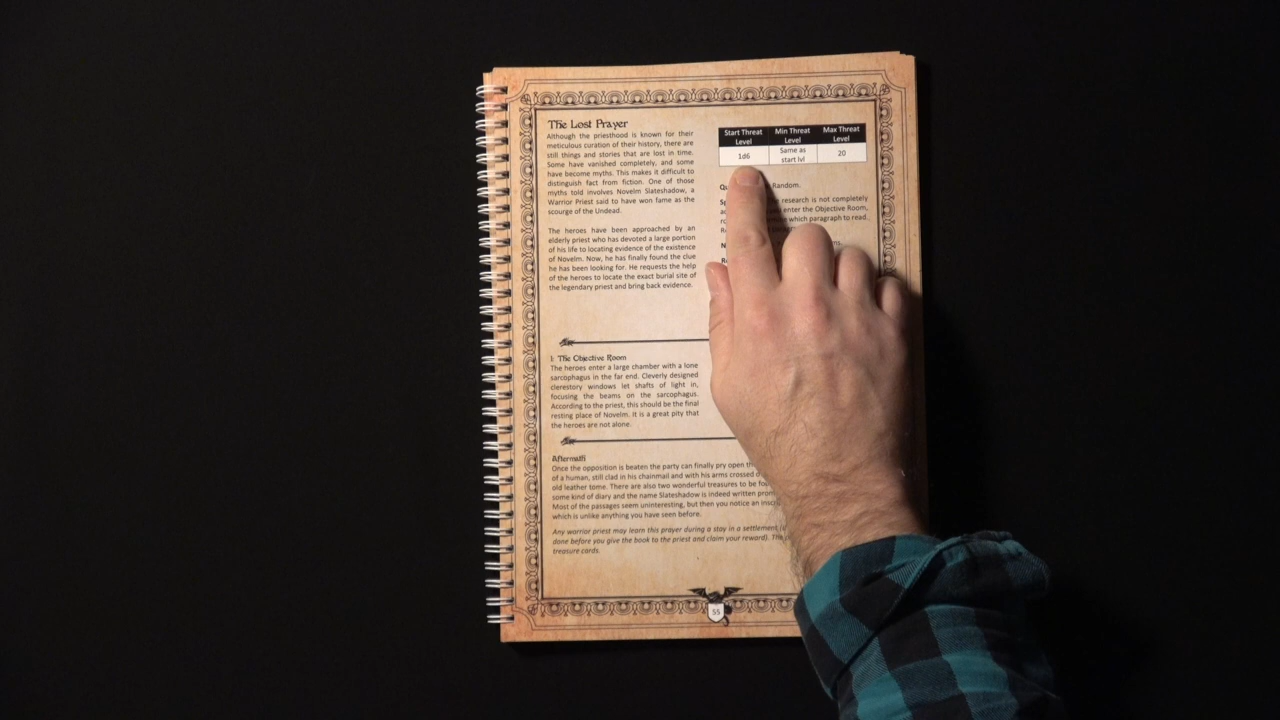 The Lost Prayer
Although the priesthood is known for their
meticulous curation of their history, there are
still things and stories that are lost in time.
Some have vanished completely, and some
have become myths. This makes it difficult to
distinguish fact from fiction. One of those
myths told involves Novelm Slateshadow, a
Warrior Priest said to have won fame as the
scourge of the Undead.
The heroes have been approached by an
elderly priest who has devoted a large portion
of his life to locating evidence of the existence
of Novelm. Now, he has finally found the clue
he has been looking for. He requests the help
of the heroes to locate the exact burial site of
the legendary priest and bring back evidence.
Start Threat Level Min Threat Level Max Threat Level
1d6 Same as start lvl 20
Random.
research is not completely
enter the Objective Room,
which paragraph to read.
1: The Objective Room
The heroes enter a large chamber with a lone
sarcophagus in the far end. Cleverly designed
clerestory windows let shafts of light in,
focusing the beams on the sarcophagus.
According to the priest, this should be the final
resting place of Novelm. It is a great pity that
the heroes are not alone.
Aftermath
Once the opposition is beaten the party can finally pry open
of a human, still clad in his chainmail and with his arms crossed
old leather tome. There are also two wonderful treasures to be
some kind of diary and the name Slateshadow is indeed written
Most of the passages seem uninteresting, but then you notice an
which is unlike anything you have seen before.
Any warrior priest may learn this prayer during a stay in a settlement
done before you give the book to the priest and claim your reward).
treasure cards.
55